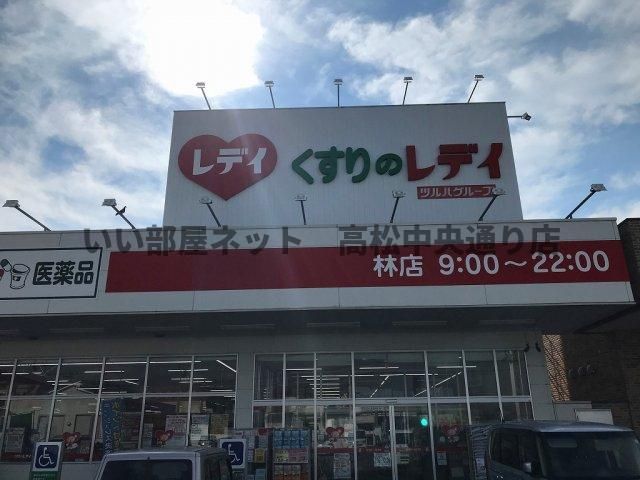 レデイ くすりのレデイ
ツルハグループ
いい部屋ネット 高松中央通り店
医薬品 林店 9:00～22:00